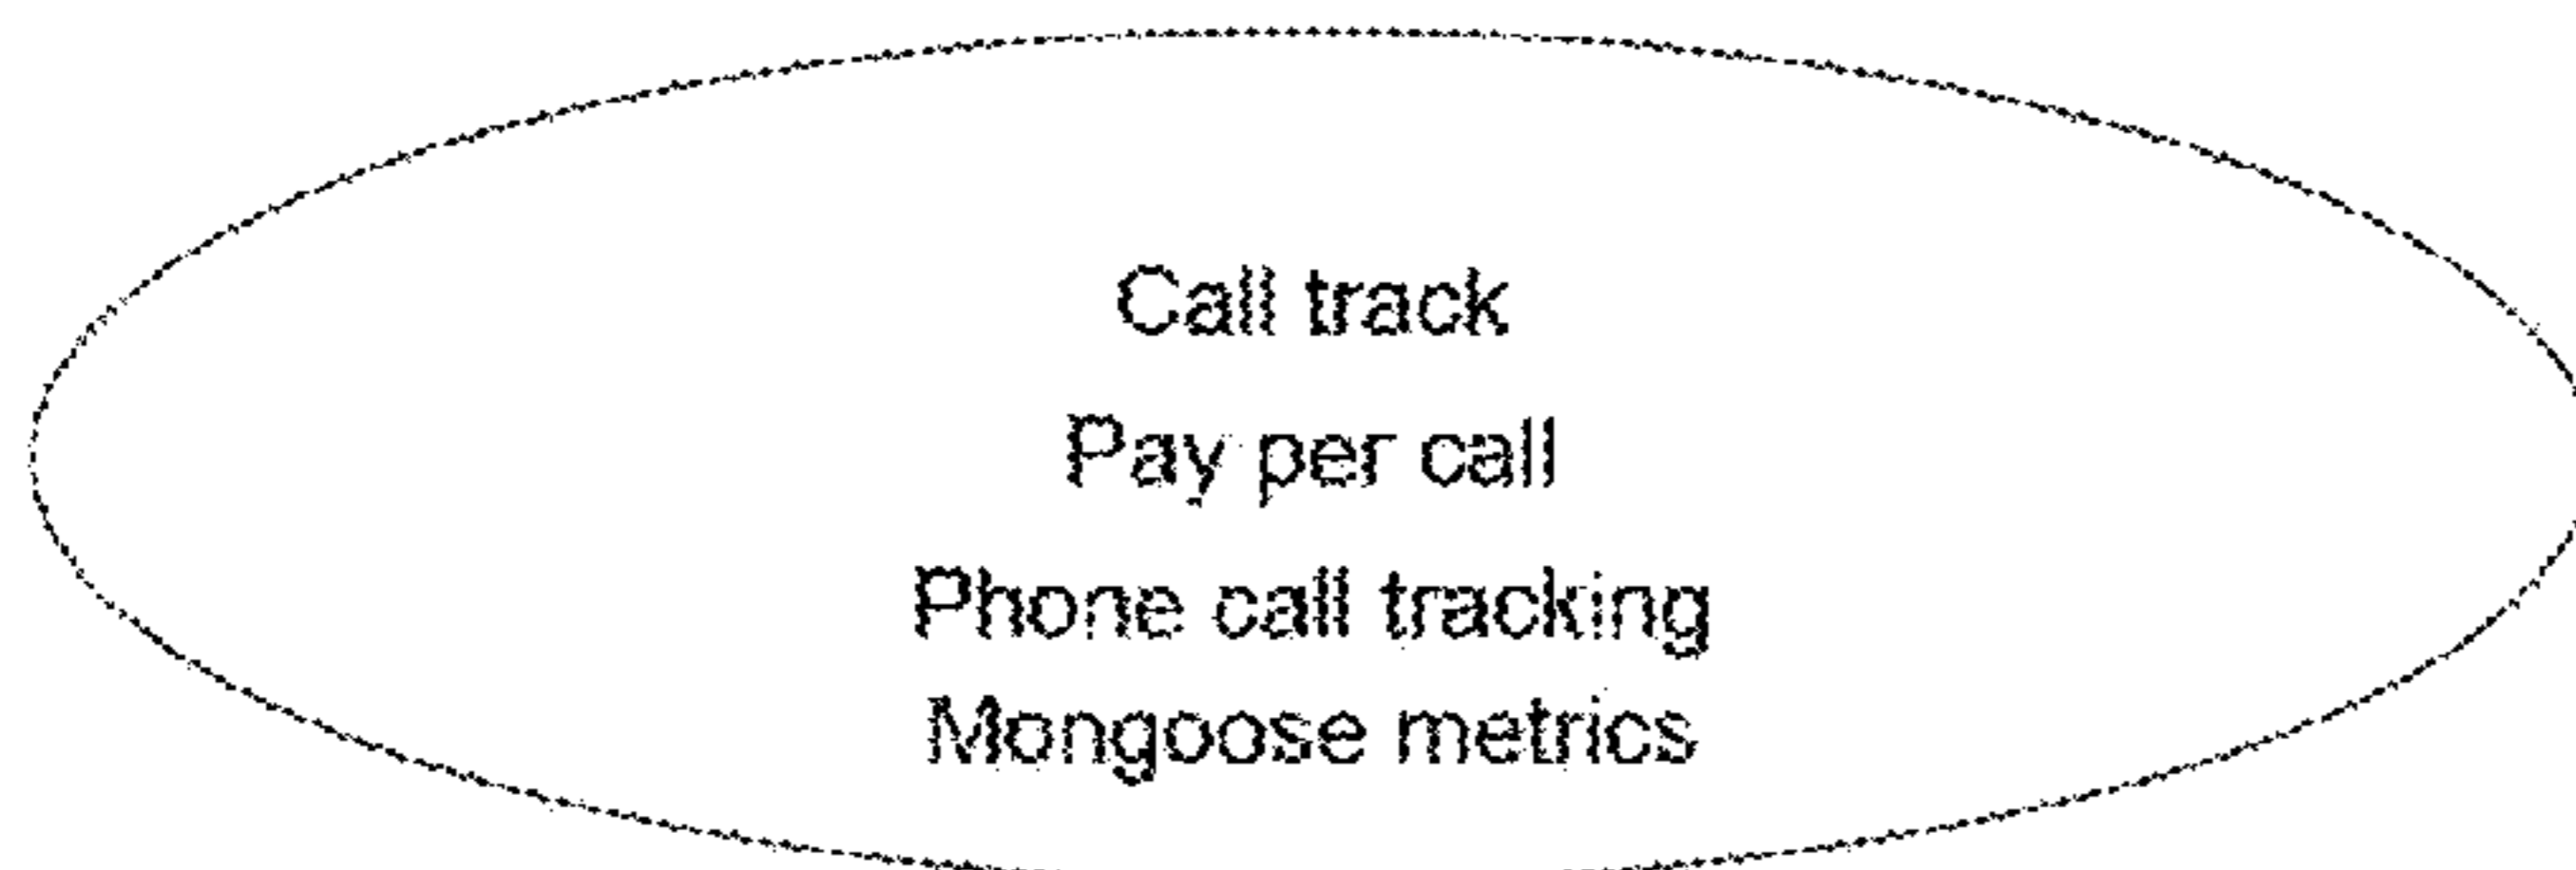 Call track
Pay per call
Phone call tracking
Mongoose metrics